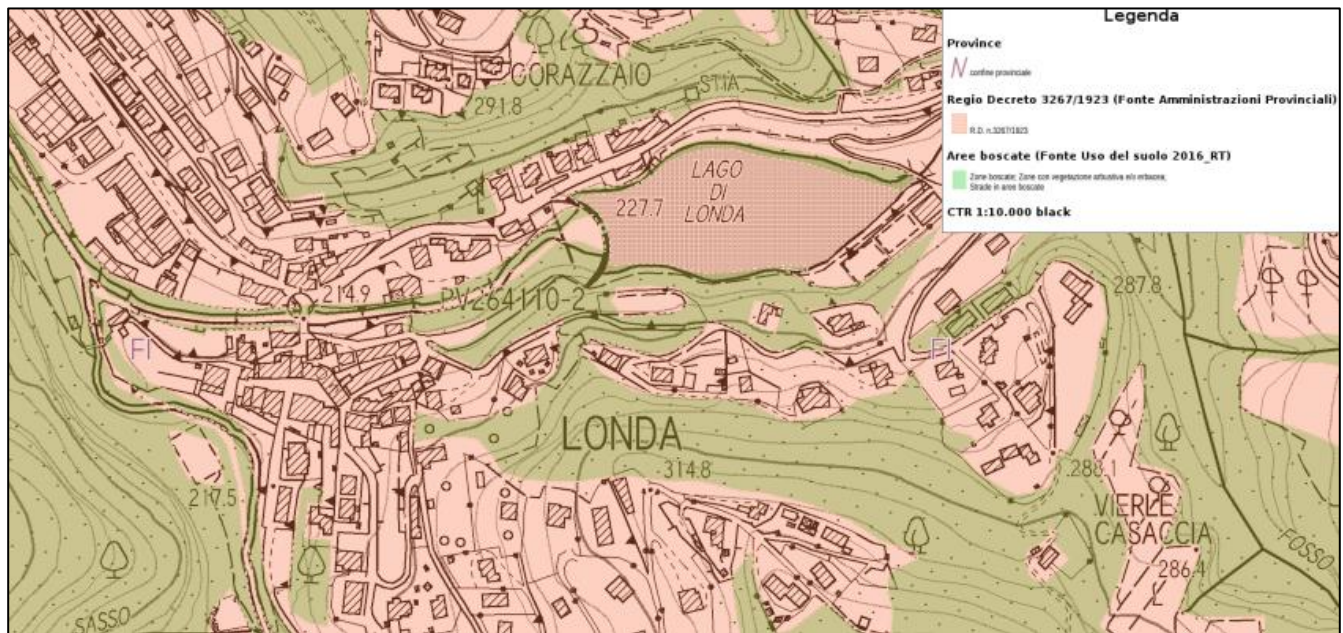 Legenda
Province
N confine provinciale
Regio Decreto 3267/1923 (Fonte Amministrazioni Provinciali)
R.D. n.3267/1923
Aree boscate (Fonte Uso del suolo 2016_RT)
Zone boscate; Zone con vegetazione arbustiva e/o erbacea;
Strade in aree boscate
CTR 1:10.000 black
GORAZZAIO
291.8
STIA
LAGO
DI
LONDA
227.7
214.9
PV264110-2
287.8
FI
FI
LONDA
314.8
288.1
217.5
VIERLE
CASACCIA
286.4
FOSSO
SASSO